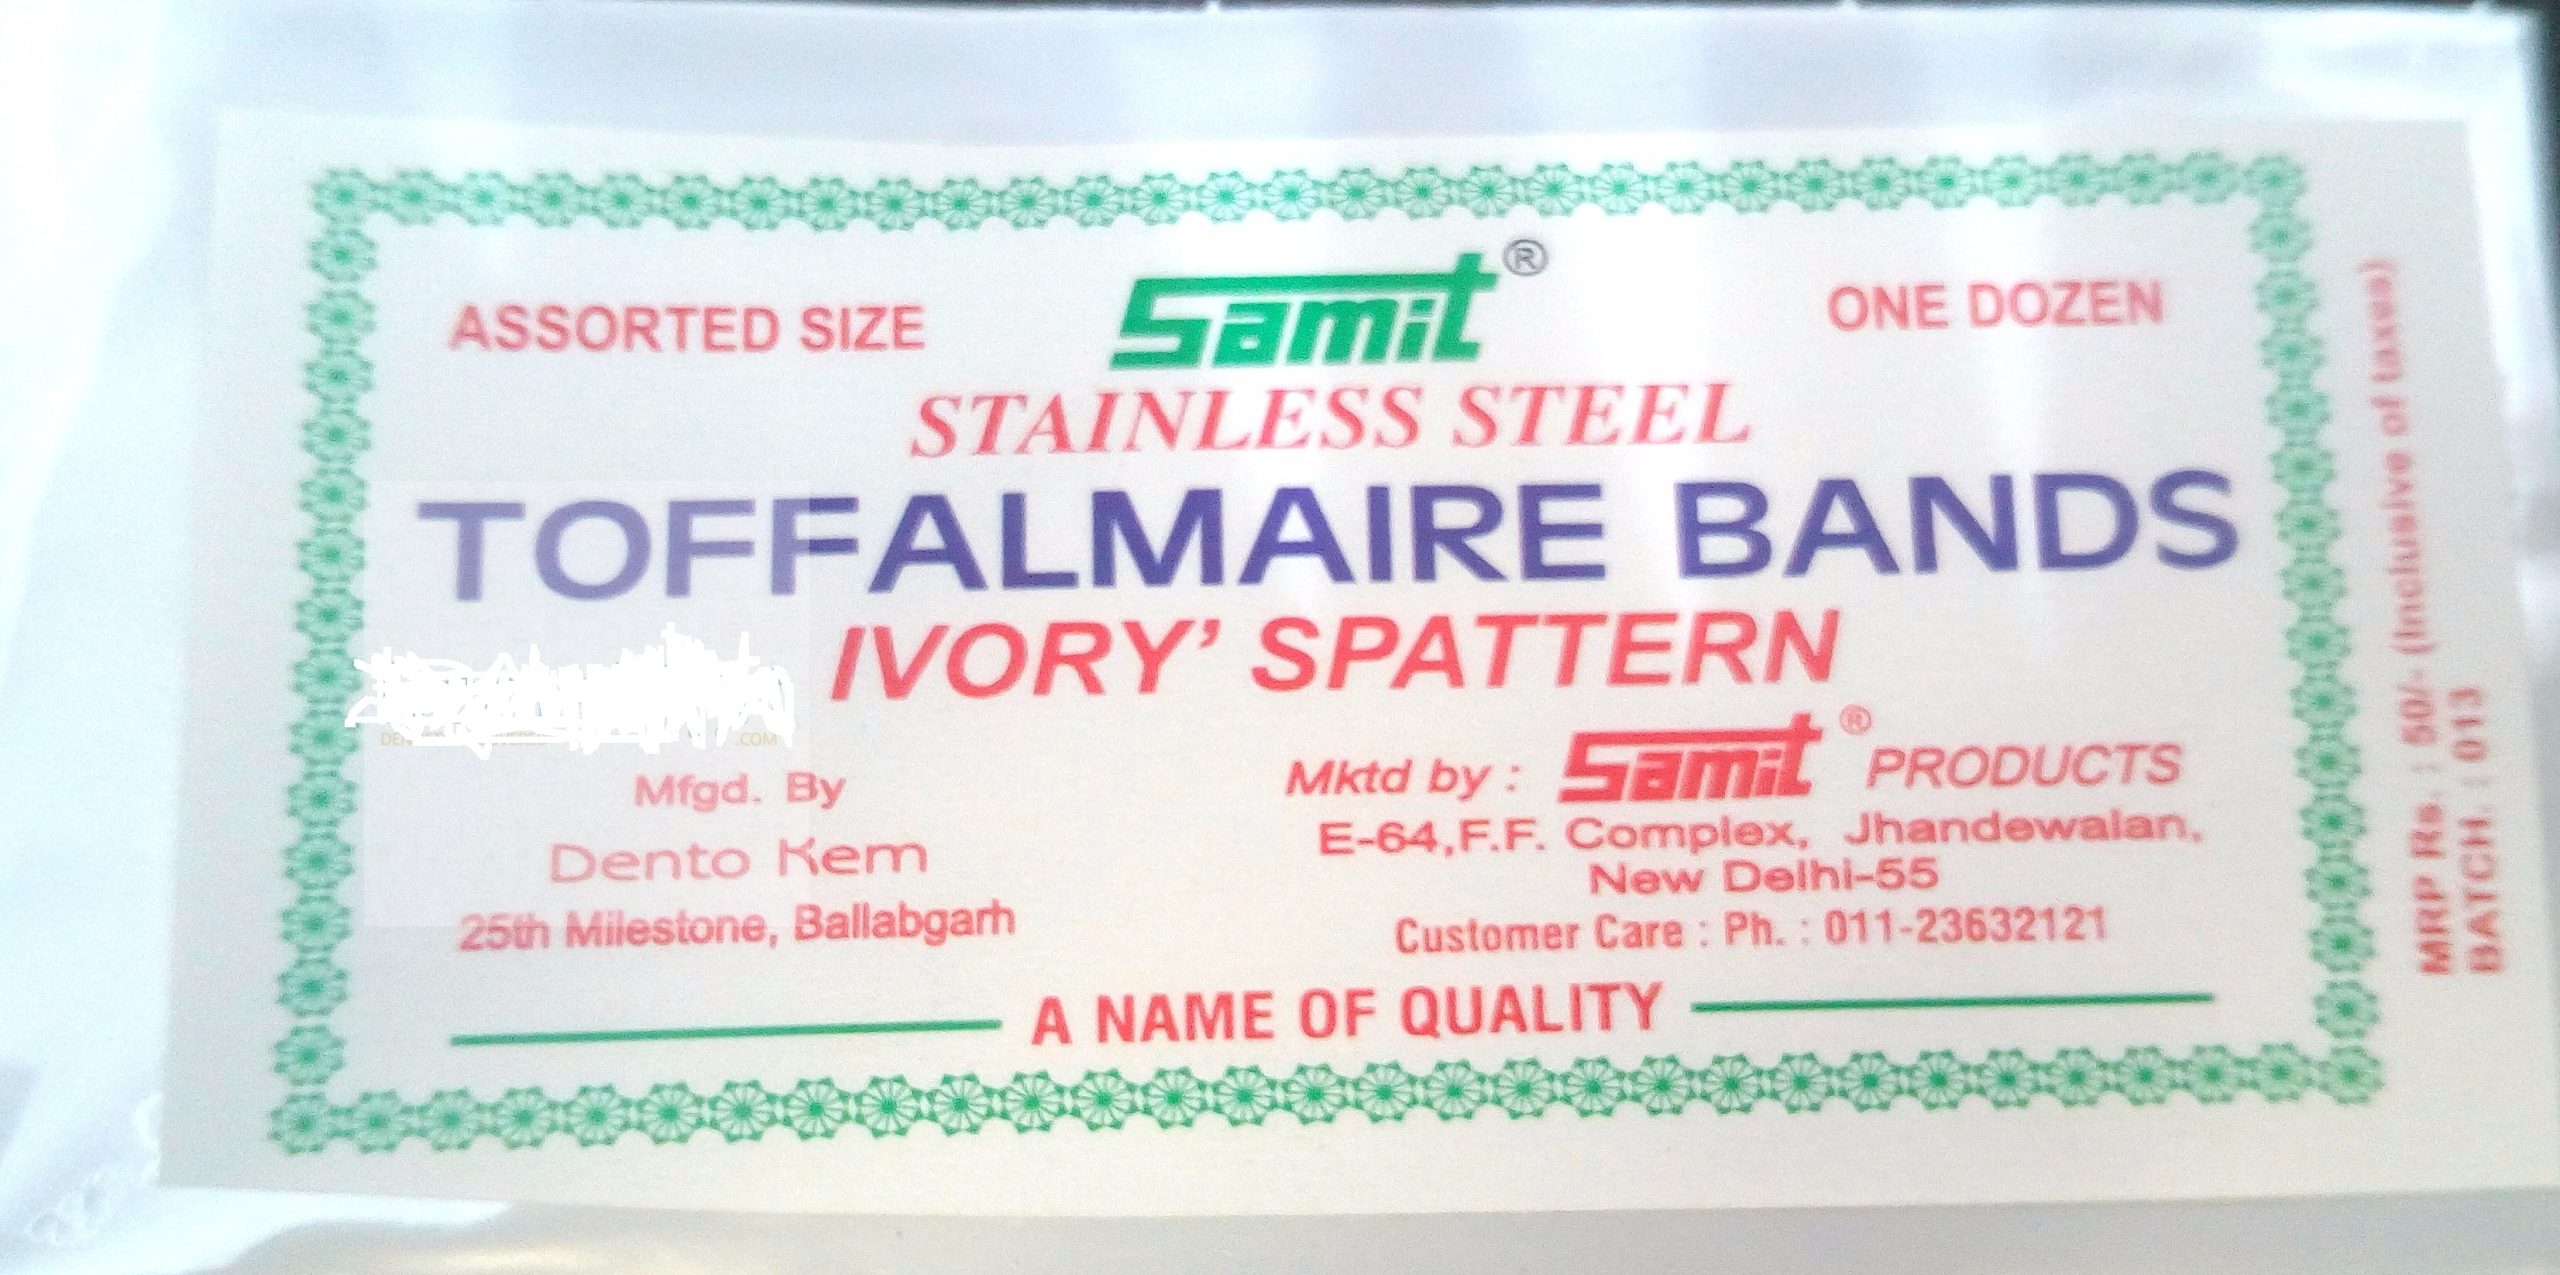 ASSORTED SIZE
Samit®
ONE DOZEN
STAINLESS STEEL
TOFFALMAIRE BANDS
IVORY' SPATTERN
.COM
Mfgd. By
Dento Kem
25th Milestone, Ballabgarh
Mktd by : Samit® PRODUCTS
E-64,F.F. Complex, Jhandewalan,
New Delhi-55
Customer Care : Ph. : 011-23632121
A NAME OF QUALITY
MRP Rs. : 50/- (Inclusive of taxes)
BATCH. : 013